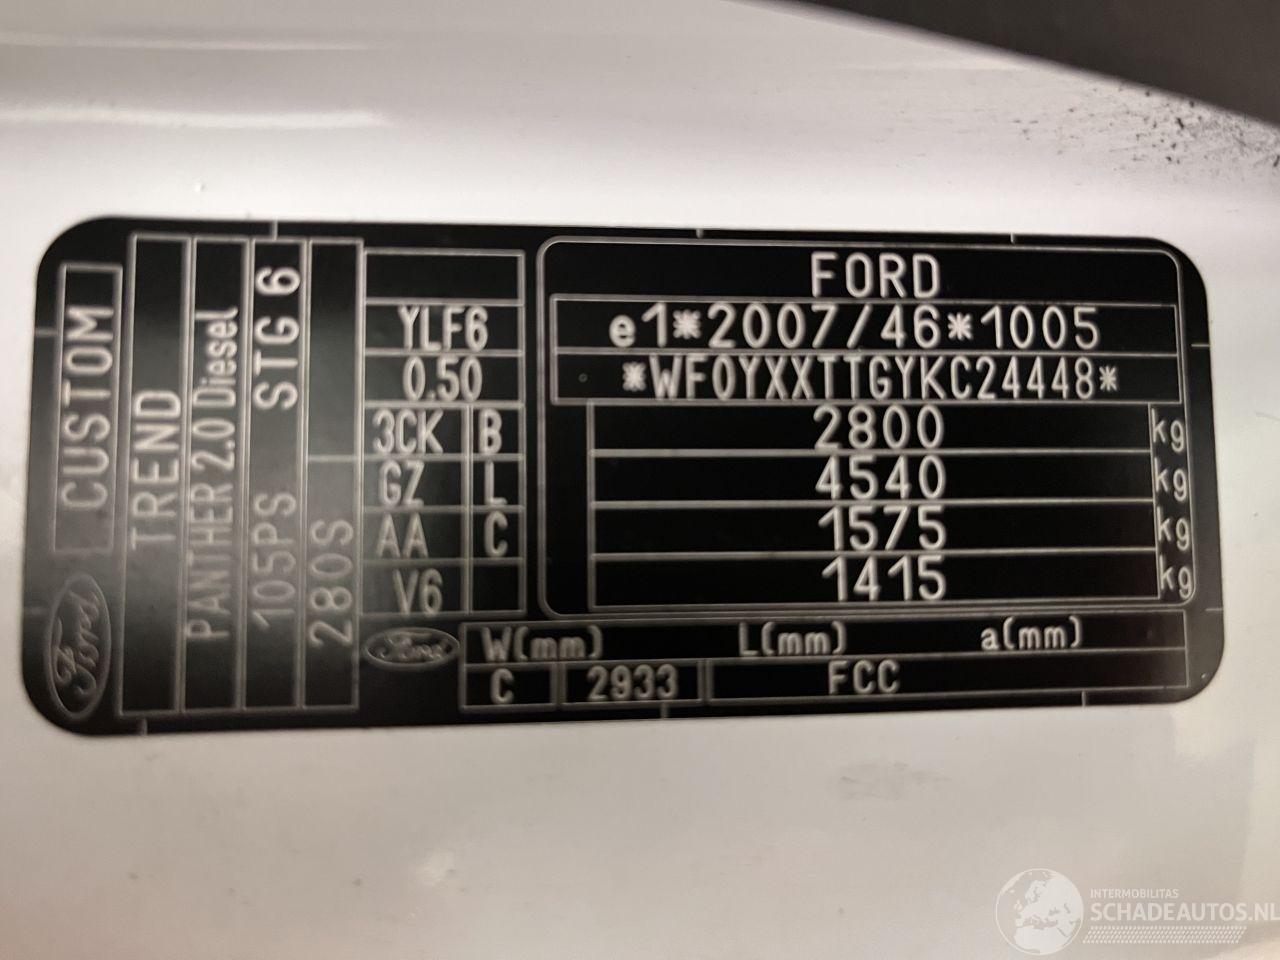 Ford
CUSTOM
TREND
PANTHER 2.0 Diesel
105PS STG 6
280S
YLF6
0.50
3CK B
GZ L
AA C
V6
Ford
FORD
e1*2007/46*1005
*WF0YXXTTGYKC24448*
2800 kg
4540 kg
1575 kg
1415 kg
W(mm) L(mm) a(mm)
C 2933 FCC
INTERMOBILITAS
SCHADEAUTOS.NL